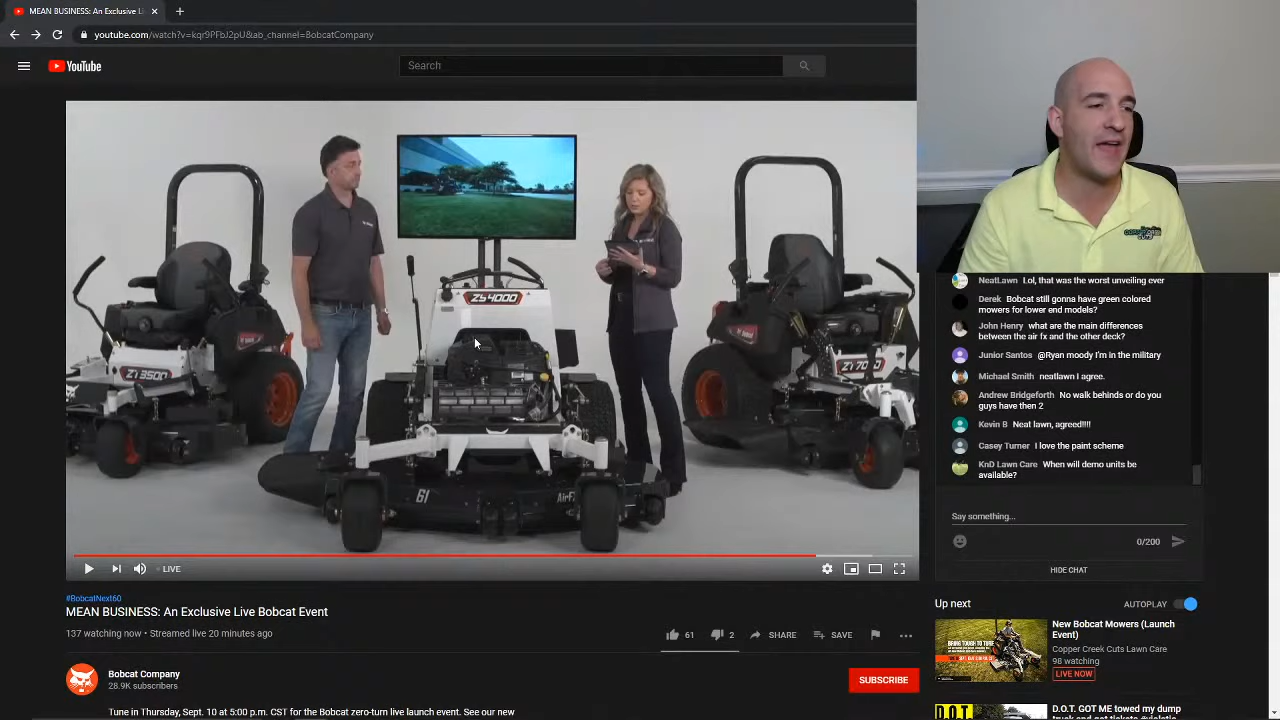 MEAN BUSINESS: An Exclusive Li
youtube.com/watch?v=kqr9PFbJ2pU&ab_channel=BobcatCompany
YouTube
Search
ZS4000
ZT3500
ZT7000
61
AirFX
LIVE
#BobcatNext60
MEAN BUSINESS: An Exclusive Live Bobcat Event
137 watching now • Streamed live 20 minutes ago
61
2
SHARE
SAVE
Bobcat Company
28.9K subscribers
SUBSCRIBE
Tune in Thursday, Sept. 10 at 5:00 p.m. CST for the Bobcat zero-turn live launch event. See our new
NeatLawn Lol, that was the worst unveiling ever
Derek Bobcat still gonna have green colored
mowers for lower end models?
John Henry what are the main differences
between the air fx and the other deck?
Junior Santos @Ryan moody I'm in the military
Michael Smith neatlawn I agree.
Andrew Bridgeforth No walk behinds or do you
guys have then 2
Kevin B Neat lawn, agreed!!!!
Casey Turner I love the paint scheme
KnD Lawn Care When will demo units be
available?
Say something...
0/200
HIDE CHAT
Up next
AUTOPLAY
New Bobcat Mowers (Launch
Event)
Copper Creek Cuts Lawn Care
98 watching
LIVE NOW
D.O.T. GOT ME towed my dump
truck and got tickets